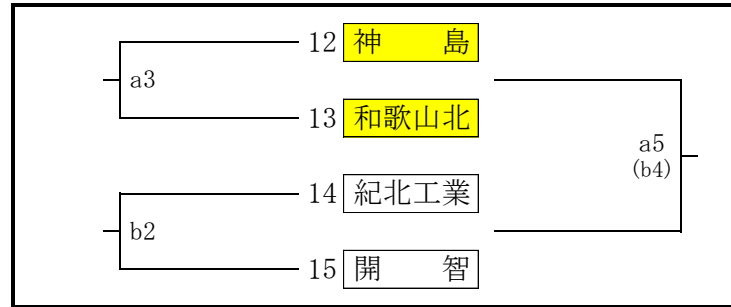 12 神 島
a3
13 和歌山北
a5
(b4)
14 紀北工業
b2
15 開 智